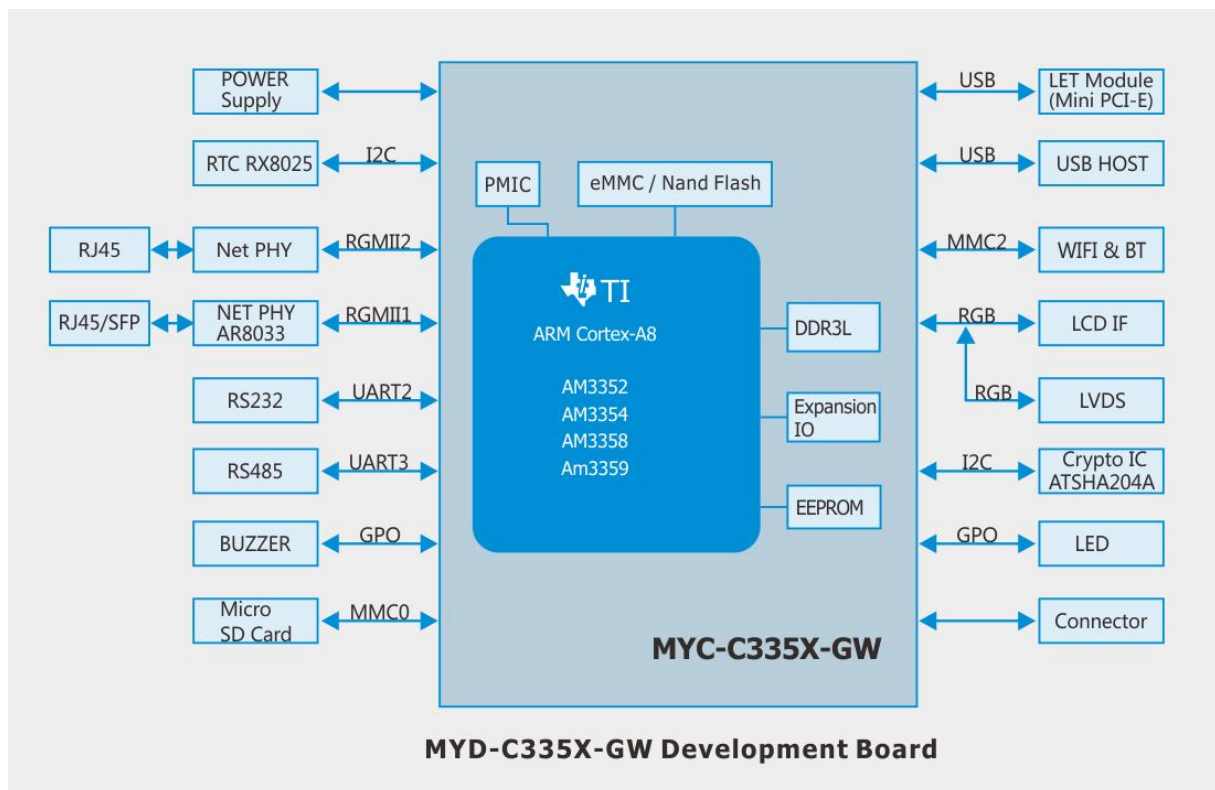 POWER
Supply
USB
LET Module
(Mini PCI-E)
RTC RX8025
I2C
USB
USB HOST
PMIC
eMMC / Nand Flash
RJ45
Net PHY
RGMII2
MMC2
WIFI & BT
TI
RJ45/SFP
NET PHY
AR8033
RGMII1
ARM Cortex-A8
DDR3L
RGB
LCD IF
RS232
UART2
AM3352
AM3354
AM3358
Am3359
Expansion
IO
RGB
LVDS
RS485
UART3
I2C
Crypto IC
ATSHA204A
EEPROM
BUZZER
GPO
GPO
LED
Micro
SD Card
MMC0
Connector
MYC-C335X-GW
MYD-C335X-GW Development Board